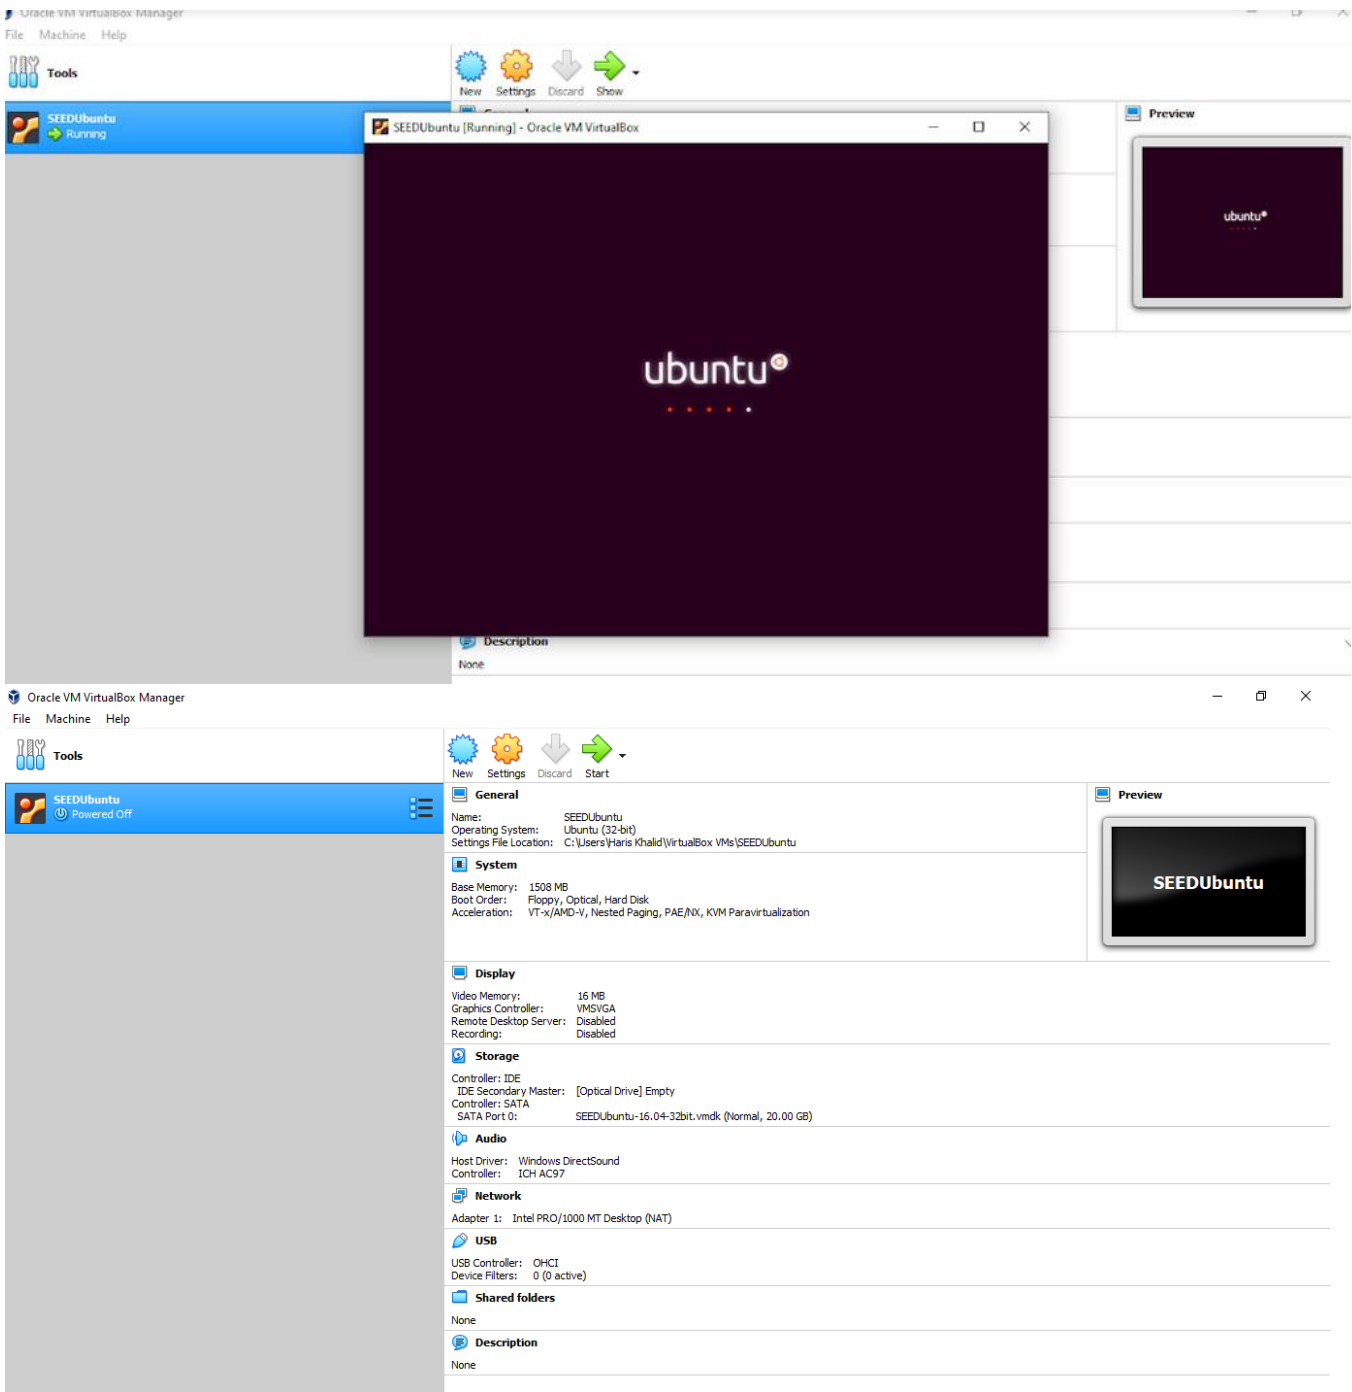 Oracle VM VirtualBox Manager
File Machine Help
Tools
New Settings Discard Show
SEEDUbuntu
Running
Preview
SEEDUbuntu [Running] - Oracle VM VirtualBox
ubuntu
ubuntu
Description
None
Oracle VM VirtualBox Manager
File Machine Help
Tools
New Settings Discard Start
SEEDUbuntu
Powered Off
General
Name: SEEDUbuntu
Operating System: Ubuntu (32-bit)
Settings File Location: C:\Users\Haris Khalid\VirtualBox VMs\SEEDUbuntu
Preview
SEEDUbuntu
System
Base Memory: 1508 MB
Boot Order: Floppy, Optical, Hard Disk
Acceleration: VT-x/AMD-V, Nested Paging, PAE/NX, KVM Paravirtualization
Display
Video Memory: 16 MB
Graphics Controller: VMSVGA
Remote Desktop Server: Disabled
Recording: Disabled
Storage
Controller: IDE
IDE Secondary Master: [Optical Drive] Empty
Controller: SATA
SATA Port 0: SEEDUbuntu-16.04-32bit.vmdk (Normal, 20.00 GB)
Audio
Host Driver: Windows DirectSound
Controller: ICH AC97
Network
Adapter 1: Intel PRO/1000 MT Desktop (NAT)
USB
USB Controller: OHCI
Device Filters: 0 (0 active)
Shared folders
None
Description
None